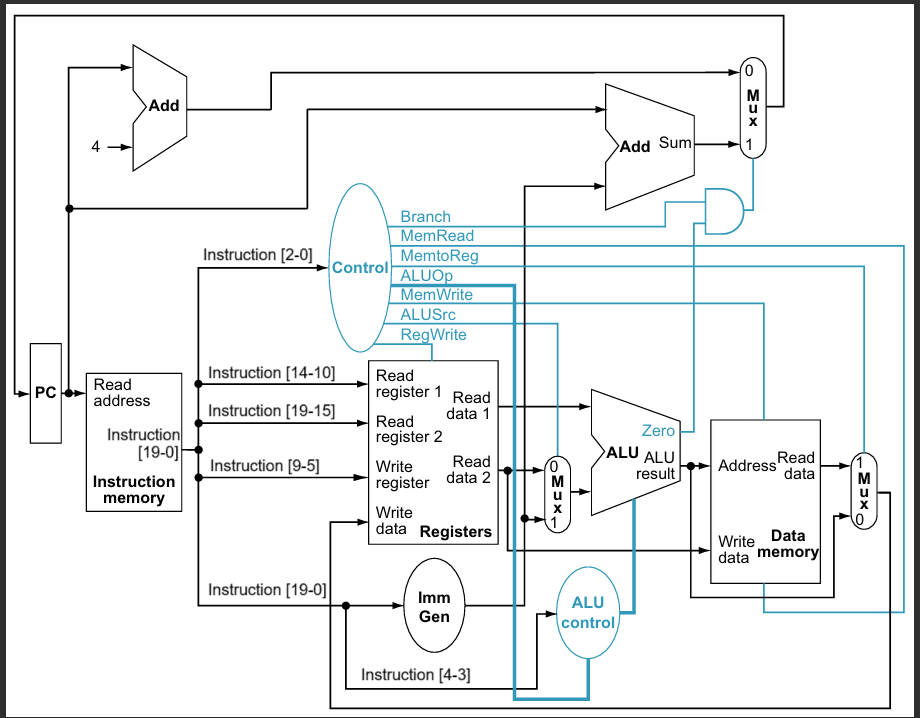 0
Add
M
u
x
4
Add Sum
1
Branch
MemRead
Instruction [2-0]
MemtoReg
Control
ALUOp
MemWrite
ALUSrc
RegWrite
PC
Read
address
Instruction
[19-0]
Instruction
memory
Instruction [14-10]
Instruction [19-15]
Instruction [9-5]
Read
register 1
Read
data 1
Read
register 2
Write
register
Read
data 2
Write
data
Registers
0
M
u
x
1
Zero
ALU
ALU
result
Address
Read
data
Write
data
Data
memory
1
M
u
x
0
Instruction [19-0]
Imm
Gen
ALU
control
Instruction [4-3]